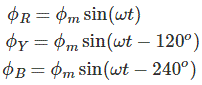 ϕR = ϕm sin(ωt)
ϕY = ϕm sin(ωt − 120°)
ϕB = ϕm sin(ωt − 240°)